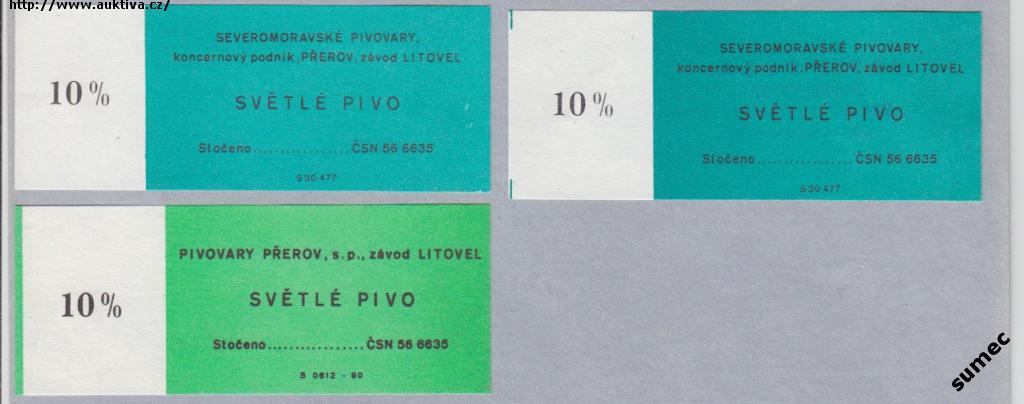 http://www.auktiva.cz/
10%
SEVEROMORAVSKÉ PIVOVARY,
koncernový podnik, PŘEROV, závod LITOVEL
SVĚTLÉ PIVO
Stočeno.................ČSN 56 6635
S 30 477
10%
SEVEROMORAVSKÉ PIVOVARY,
koncernový podnik, PŘEROV, závod LITOVEL
SVĚTLÉ PIVO
Stočeno.................ČSN 56 6635
S 30 477
10%
PIVOVARY PŘEROV, s.p., závod LITOVEL
SVĚTLÉ PIVO
Stočeno.................ČSN 56 6635
S 0612 - 90
sumec